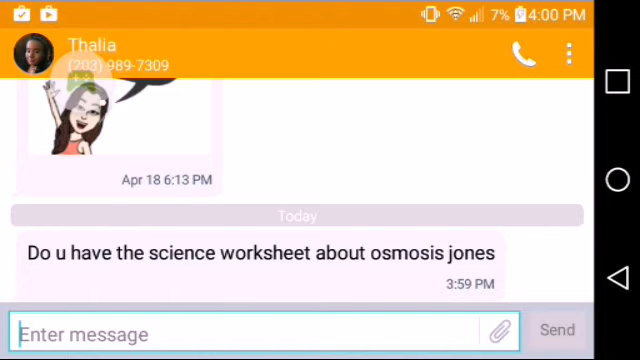 7% 4:00 PM
Thalia
(203) 989-7309
Apr 18 6:13 PM
Today
Do u have the science worksheet about osmosis jones
3:59 PM
Enter message
Send